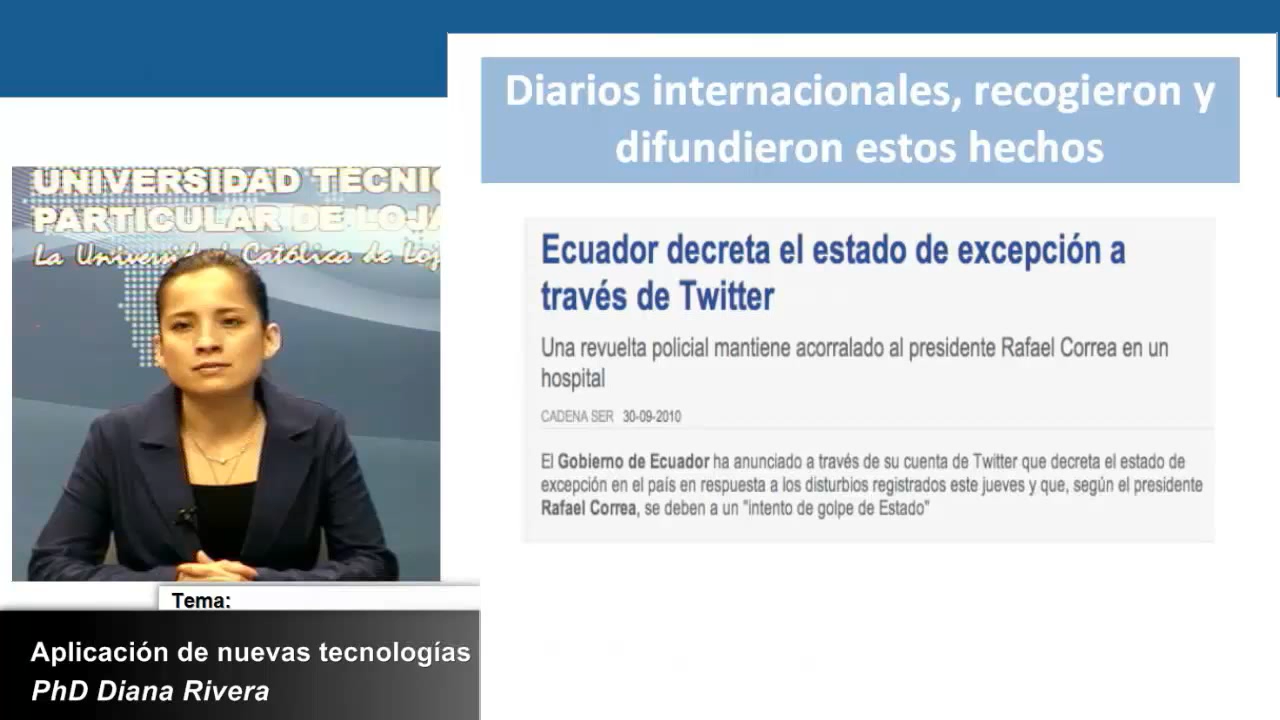 Diarios internacionales, recogieron y
difundieron estos hechos
UNIVERSIDAD TÉCNI
PARTICULAR DE LOJA
La Universidad Católica de Loj
Ecuador decreta el estado de excepción a
través de Twitter
Una revuelta policial mantiene acorralado al presidente Rafael Correa en un
hospital
CADENA SER 30-09-2010
El Gobierno de Ecuador ha anunciado a través de su cuenta de Twitter que decreta el estado de
excepción en el país en respuesta a los disturbios registrados este jueves y que, según el presidente
Rafael Correa, se deben a un "intento de golpe de Estado"
Tema:
Aplicación de nuevas tecnologías
PhD Diana Rivera